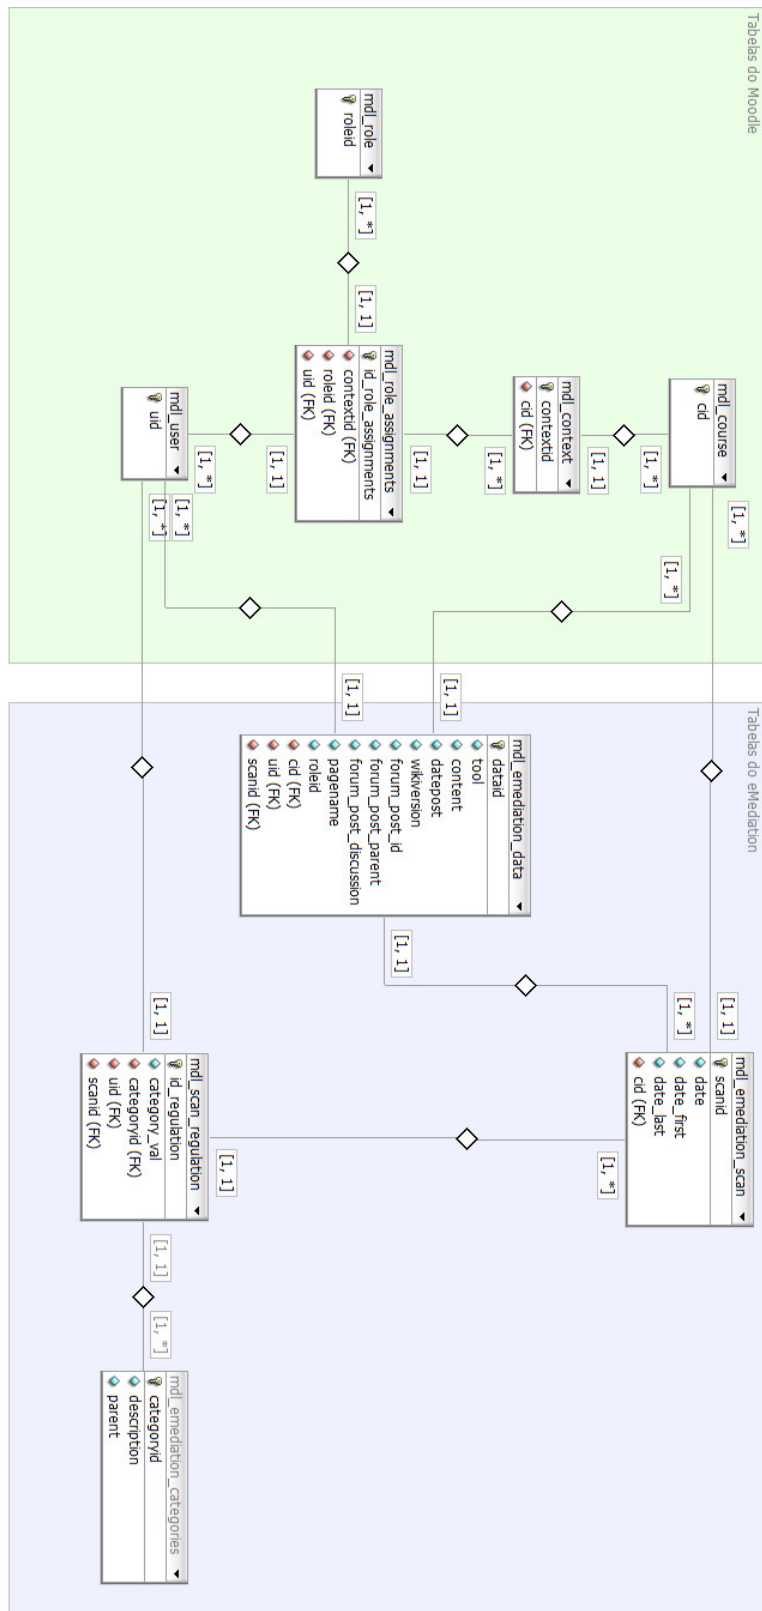 Tabelas do Moodle
mdl_course
cid
[1, *]
[1, *]
[1, *]
[1, 1]
mdl_context
contextid
cid (FK)
[1, *]
[1, 1]
mdl_role
roleid
[1, *]
[1, 1]
mdl_role_assignments
id_role_assignments
contextid (FK)
roleid (FK)
uid (FK)
[1, 1]
[1, *]
mdl_user
uid
[1, *]
[1, *]
Tabelas do eMediation
mdl_emediation_scan
scanid
date
date_first
date_last
cid (FK)
[1, 1]
[1, *]
[1, *]
[1, 1]
[1, 1]
mdl_emediation_data
dataid
tool
content
datepost
wikiversion
forum_post_id
forum_post_parent
forum_post_discussion
pagename
roleid
cid (FK)
uid (FK)
scanid (FK)
[1, 1]
[1, 1]
[1, 1]
mdl_scan_regulation
id_regulation
category_val
categoryid (FK)
uid (FK)
scanid (FK)
[1, 1]
[1, *]
mdl_emediation_categories
categoryid
description
parent